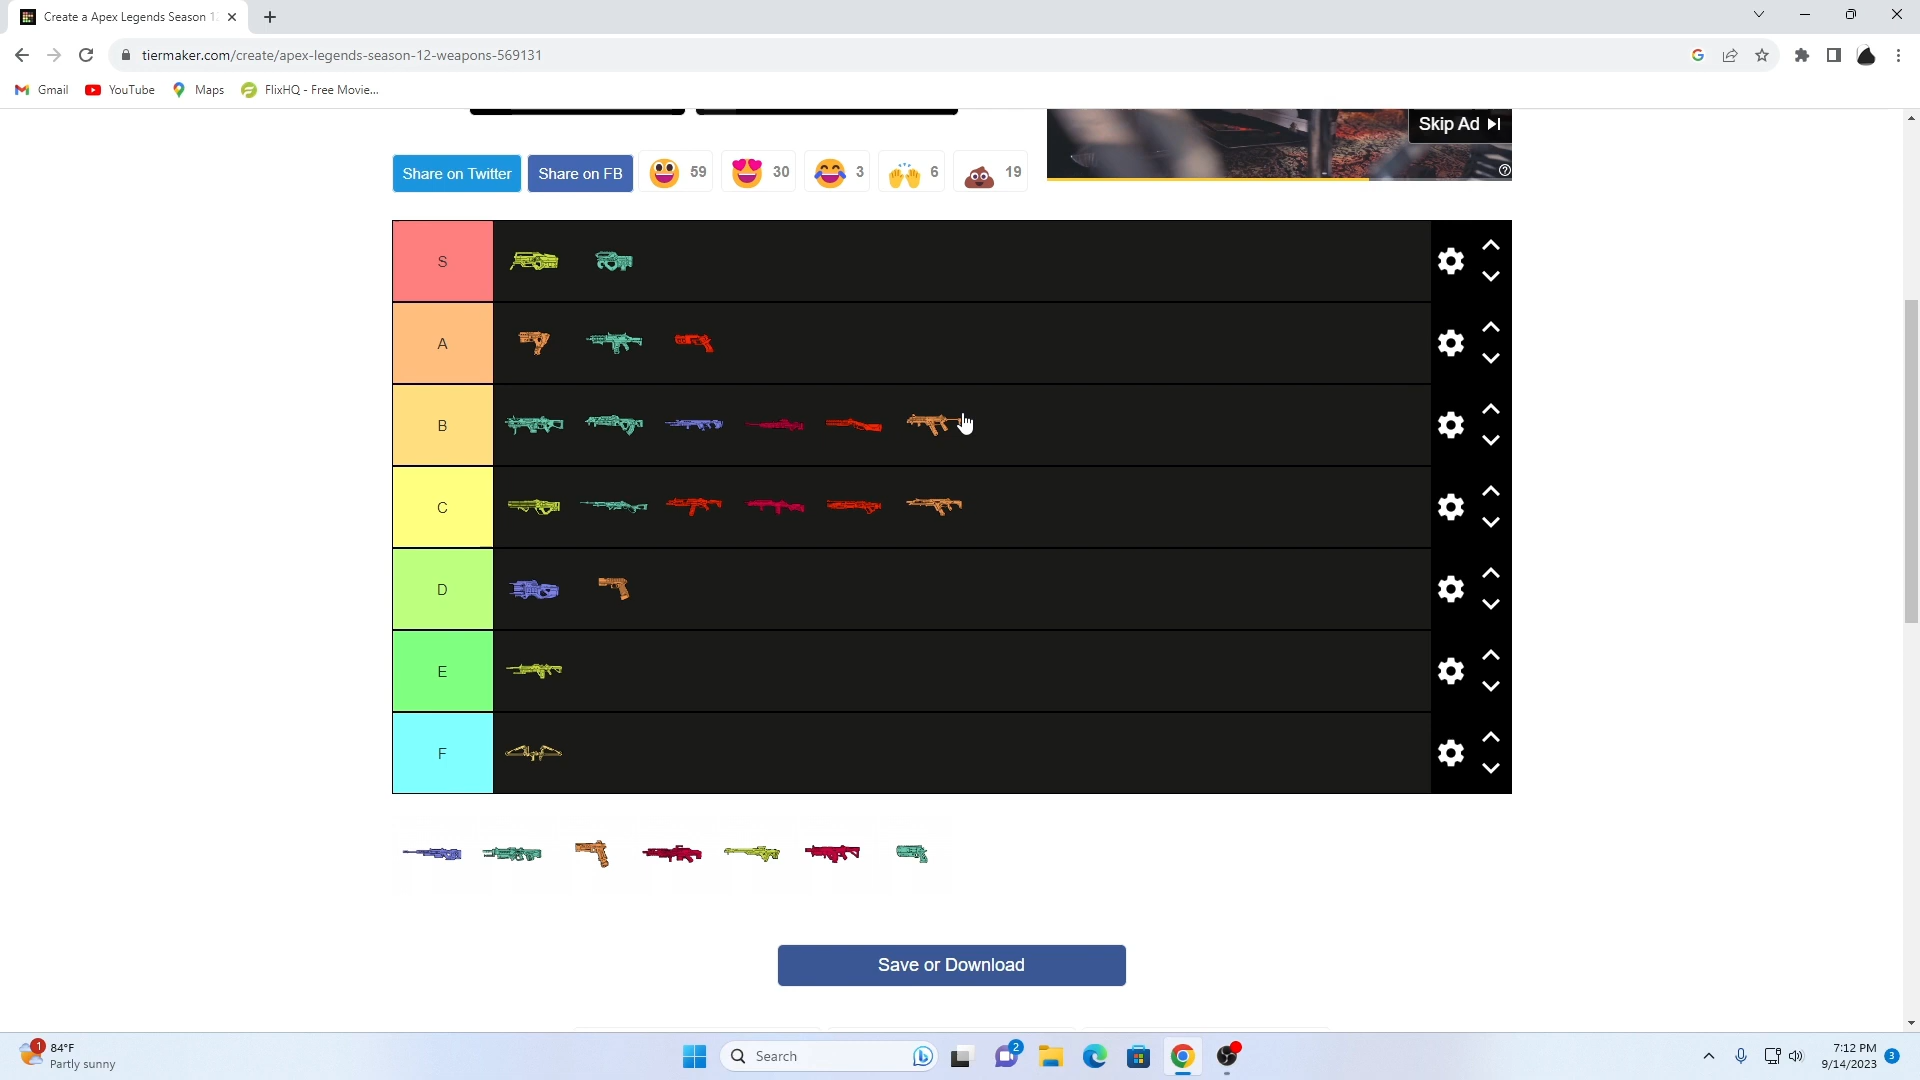 Create a Apex Legends Season 1
tiermaker.com/create/apex-legends-season-12-weapons-569131
Gmail
YouTube
Maps
FlixHQ - Free Movie...
Skip Ad
Share on Twitter
Share on FB
59
30
3
6
19
S
A
B
C
D
E
F
Save or Download
1
84°F
Partly sunny
Search
2
7:12 PM
9/14/2023
3